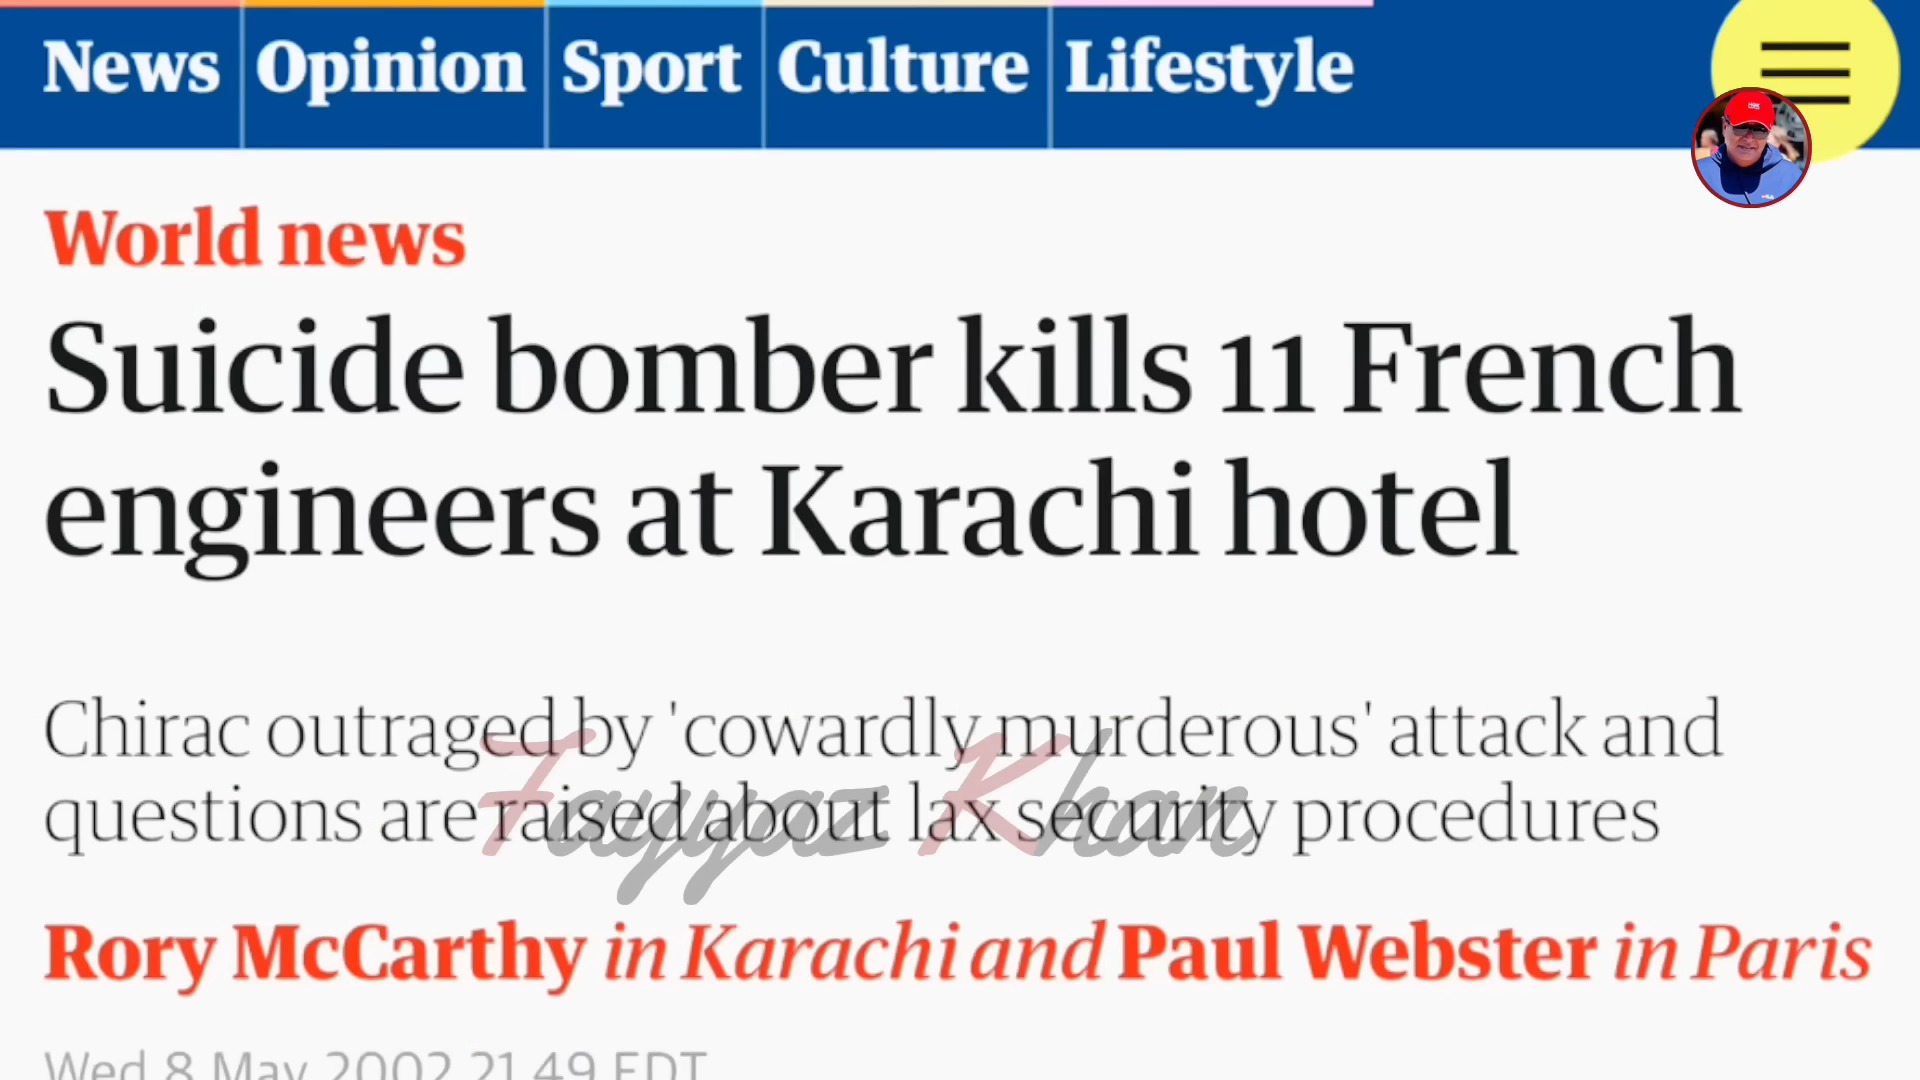 News Opinion Sport Culture Lifestyle
World news
Suicide bomber kills 11 French
engineers at Karachi hotel
Chirac outraged by 'cowardly murderous' attack and
questions are raised about lax security procedures
Fayyaz Khan
Rory McCarthy in Karachi and Paul Webster in Paris
Wed 8 May 2002 21.49 EDT